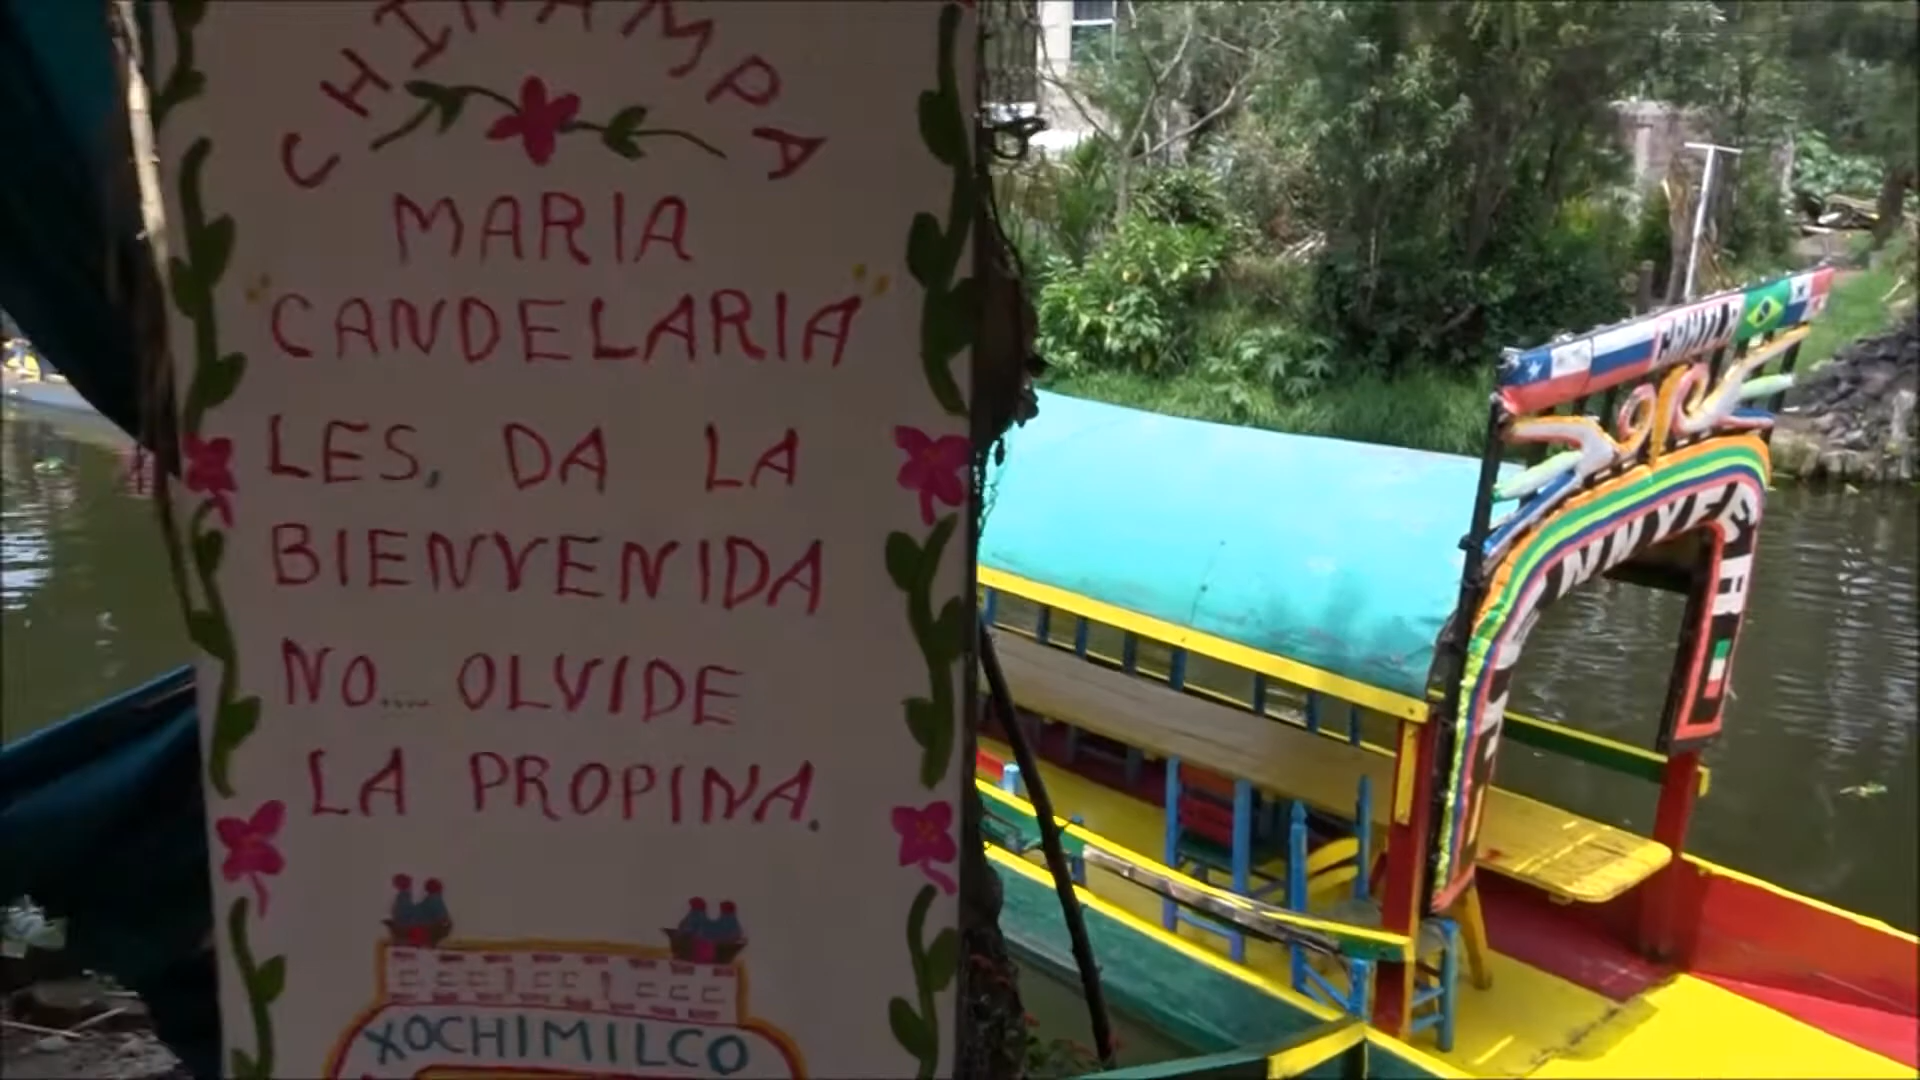 CHINAMPA
MARIA
"CANDELARIA"
LES, DA LA
BIENVENIDA
NO... OLVIDE
LA PROPINA.
XOCHIMILCO